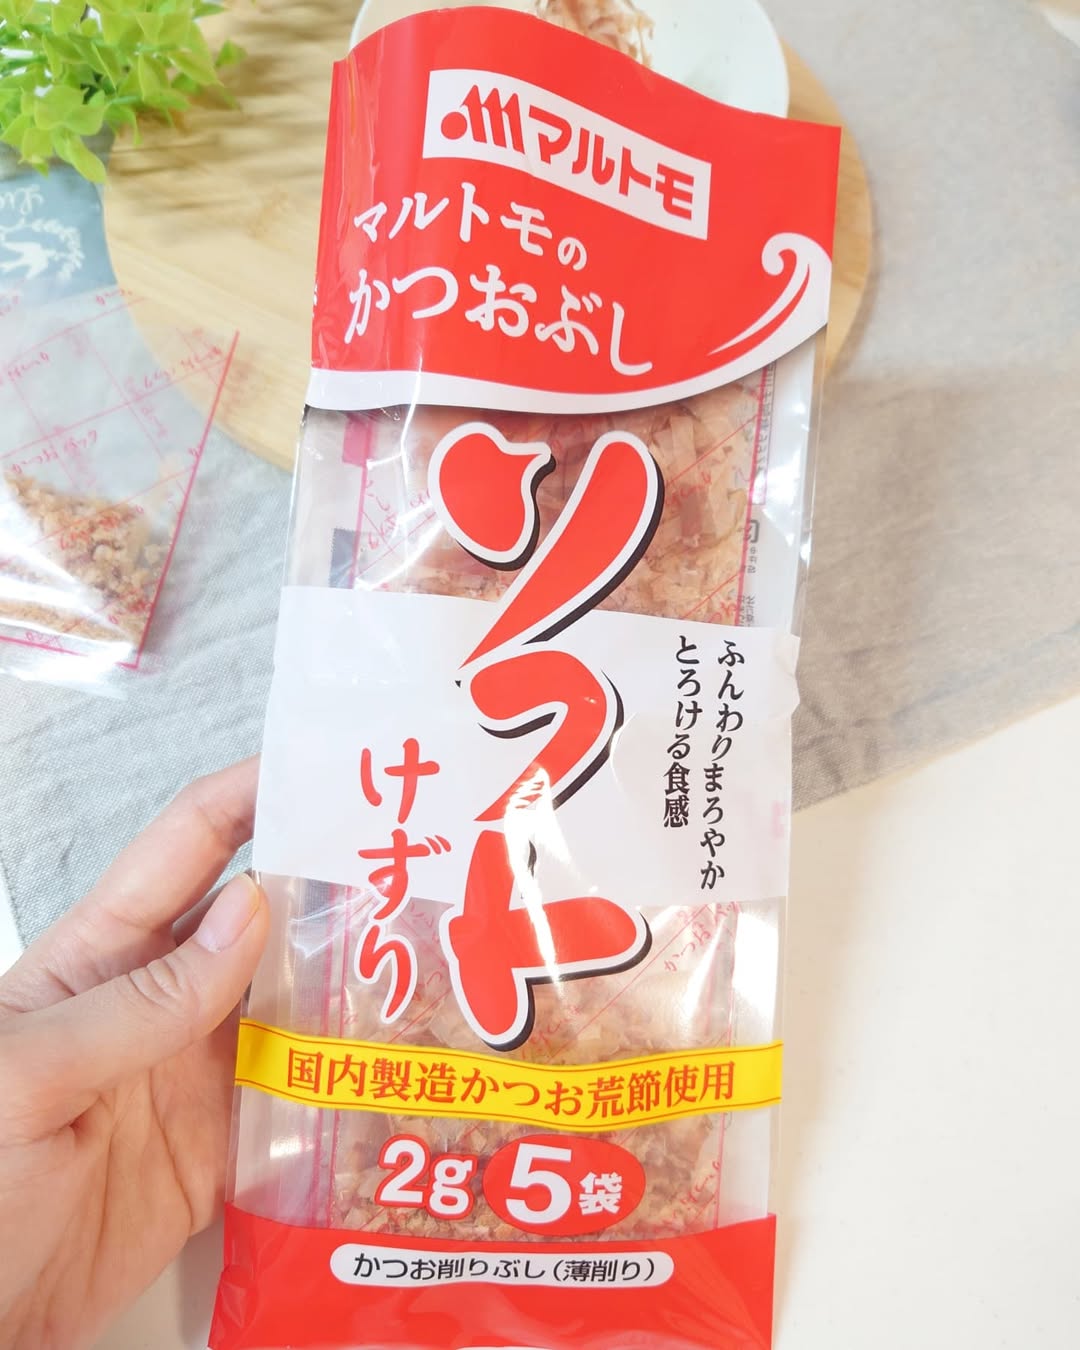 マルトモ
マルトモの
かつおぶし
ソフト
けずり
ふんわりまろやか
とろける食感
国内製造かつお荒節使用
2g 5袋
かつお削りぶし(薄削り)